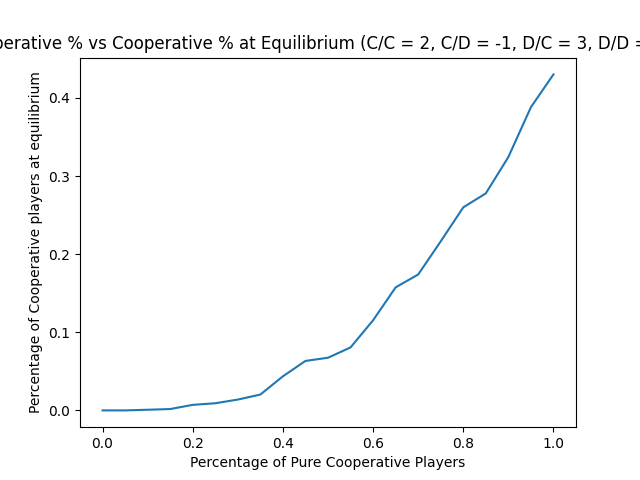 vs Cooperative % at Equilibrium (C/C = 2, C/D = -1, D/C = 3, D/D =
Percentage of Cooperative players at equilibrium
0.4
0.3
0.2
0.1
0.0
0.0 0.2 0.4 0.6 0.8 1.0
Percentage of Pure Cooperative Players